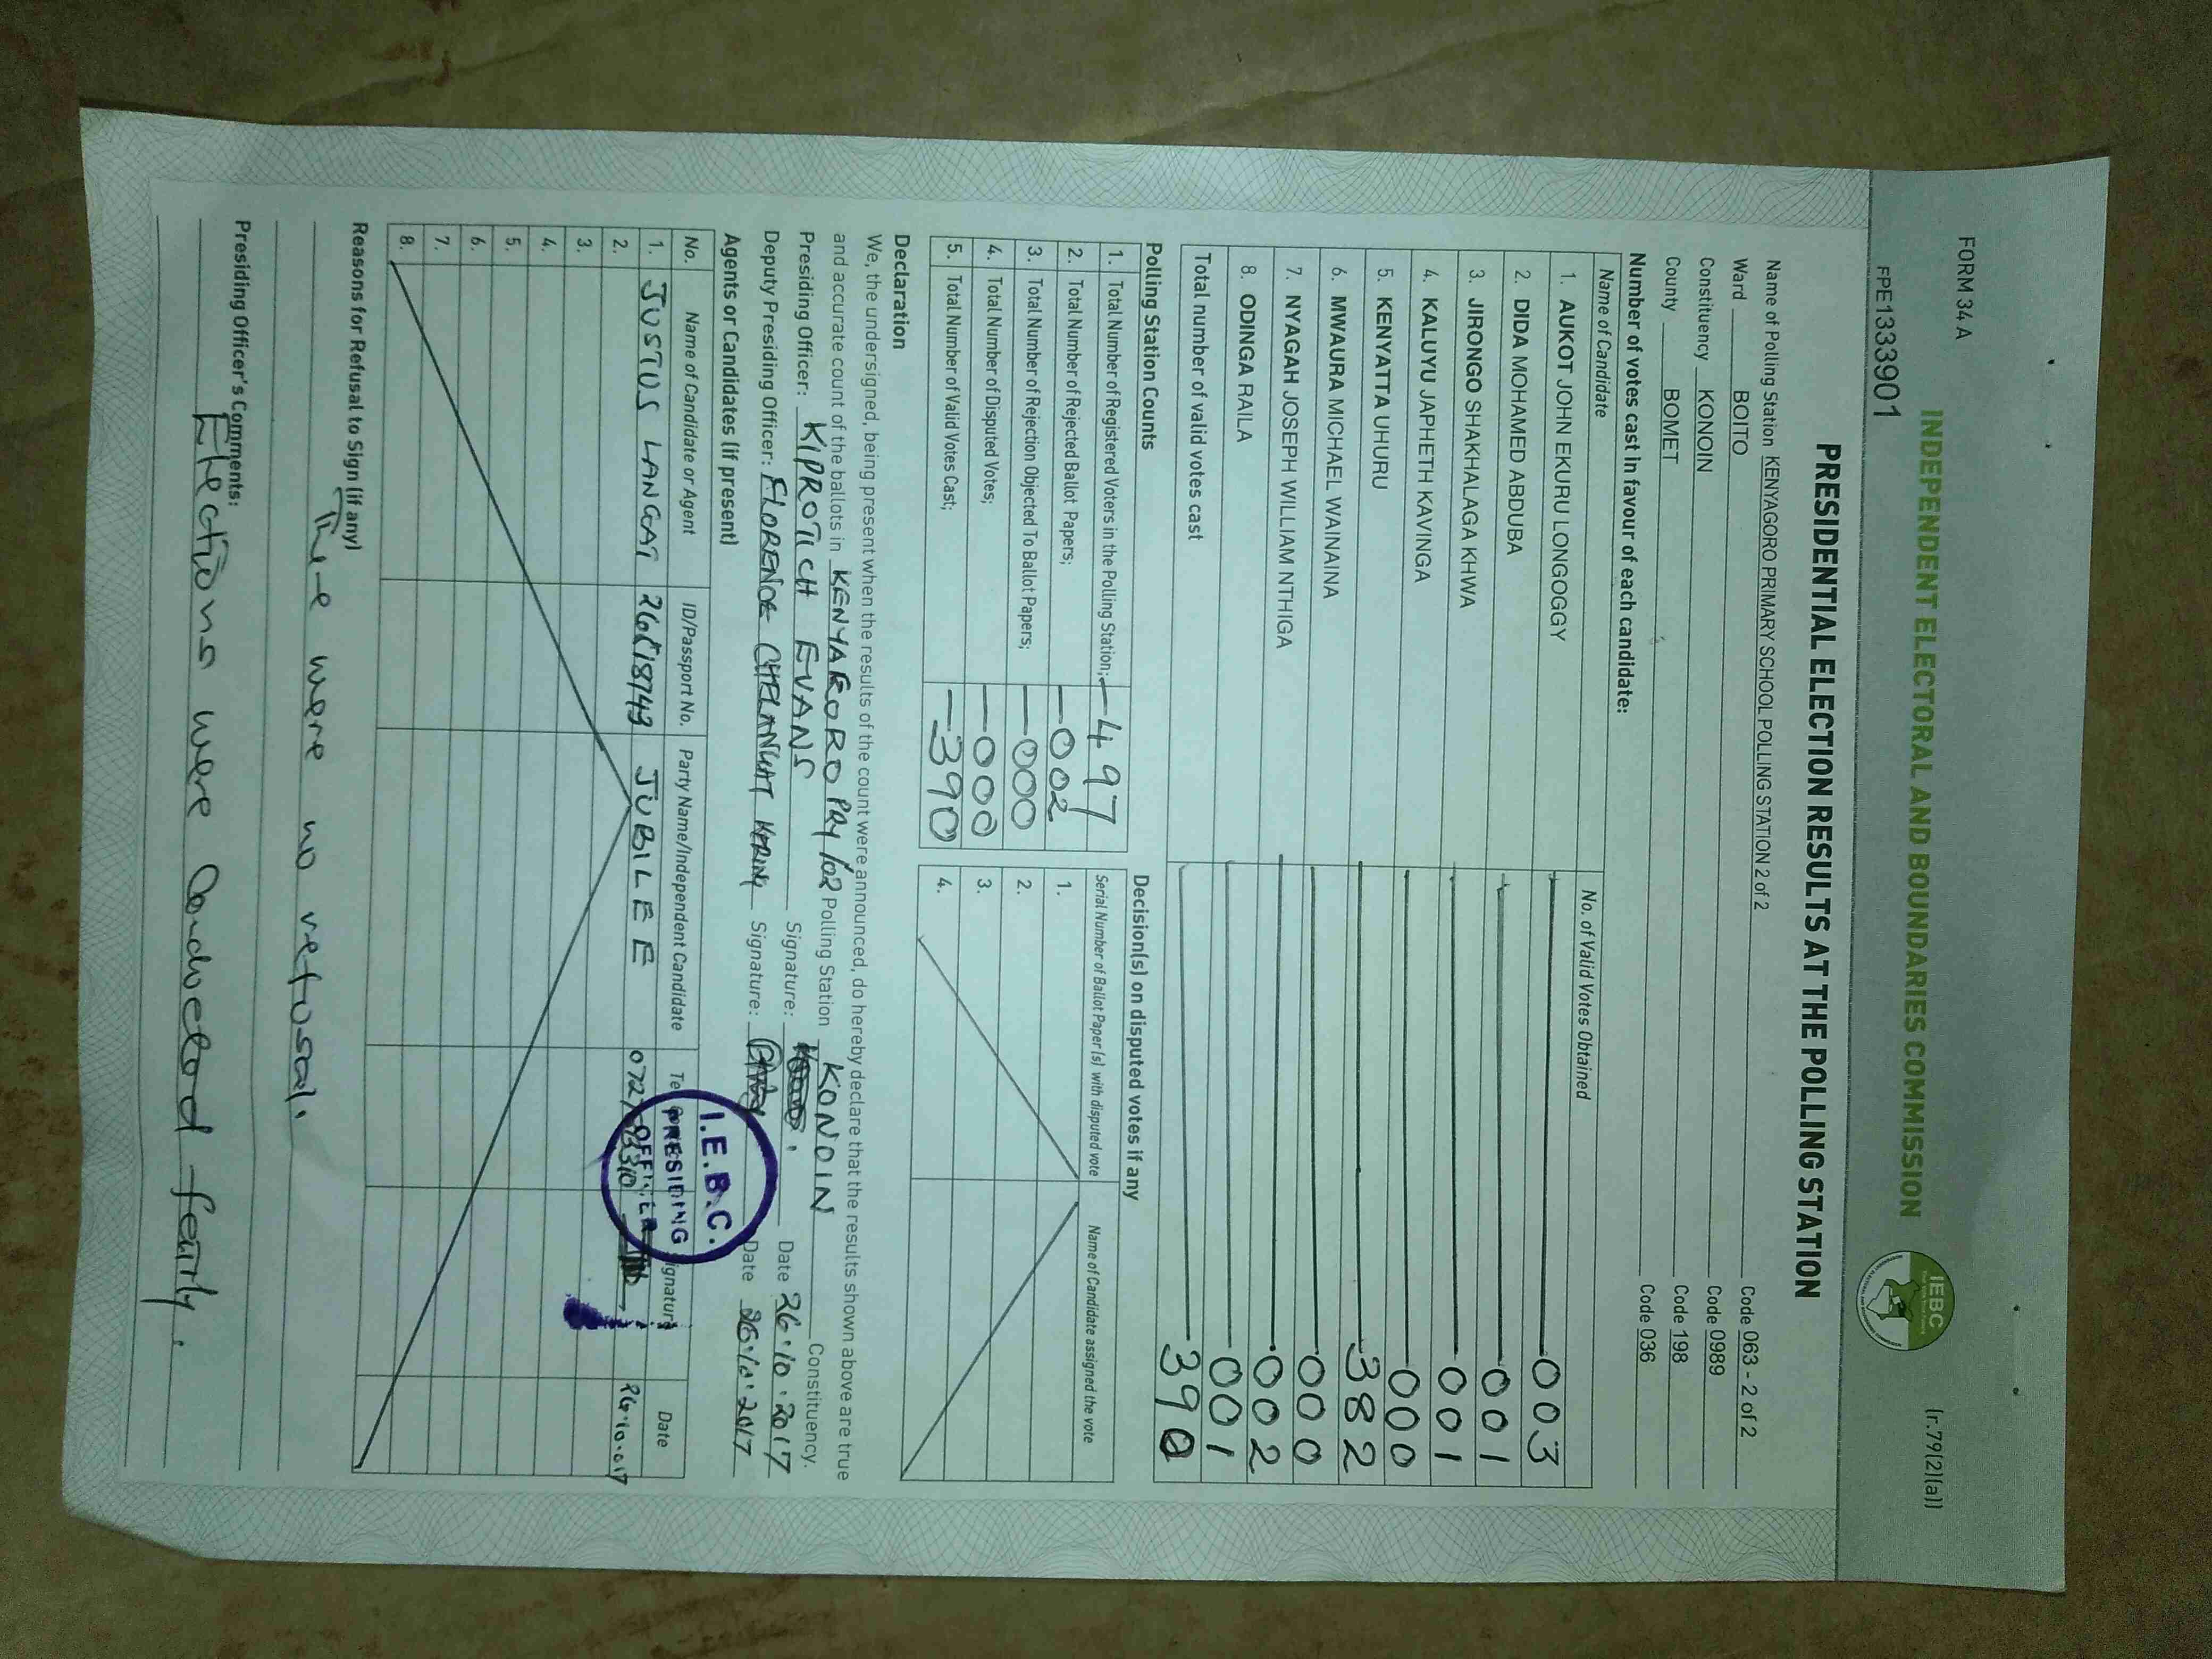 FORM 34 A
(r.79(2)(a))
INDEPENDENT ELECTORAL AND BOUNDARIES COMMISSION
IEBC
FPE1333901
PRESIDENTIAL ELECTION RESULTS AT THE POLLING STATION
Name of Polling Station KENYAGORO PRIMARY SCHOOL POLLING STATION 2 of 2 Code 063 - 2 of 2
Ward BOITO Code 0989
Constituency KONOIN Code 198
County BOMET Code 036
Number of votes cast in favour of each candidate:
Name of Candidate No. of Valid Votes Obtained
1. AUKOT JOHN EKURU LONGOGGY 003
2. DIDA MOHAMED ABDUBA 001
3. JIRONGO SHAKHALAGA KHWA 001
4. KALUYU JAPHETH KAVINGA 000
5. KENYATTA UHURU 382
6. MWAURA MICHAEL WAINAINA 000
7. NYAGAH JOSEPH WILLIAM NTHIGA 002
8. ODINGA RAILA 001
Total number of valid votes cast 390
Polling Station Counts
1. Total Number of Registered Voters in the Polling Station; 497
2. Total Number of Rejected Ballot Papers; 002
3. Total Number of Rejection Objected To Ballot Papers; 000
4. Total Number of Disputed Votes; 000
5. Total Number of Valid Votes Cast; 390
Decision(s) on disputed votes if any
Serial Number of Ballot Paper (s) with disputed vote Name of Candidate assigned the vote
1.
2.
3.
4.
Declaration
We, the undersigned, being present when the results of the count were announced, do hereby declare that the results shown above are true
and accurate count of the ballots in KENYAGORO PRY 102 Polling Station KONOIN Constituency.
Presiding Officer: KIPROTICH EVANS Signature: Date 26.10.2017
Deputy Presiding Officer: FLORENCE Signature: Date 26.10.2017
Agents or Candidates (if present)
No. Name of Candidate or Agent ID/Passport No. Party Name/Independent Candidate Date
1. JUSTUS LANGAT JUBILEE 26.10.017
2.
3.
4.
5.
6.
7.
8.
I.E.B.C.
PRESIDING
OFFICER
Reasons for Refusal to Sign (if any)
There were no refusal.
Presiding Officer's Comments:
Elections were conducted fairly.